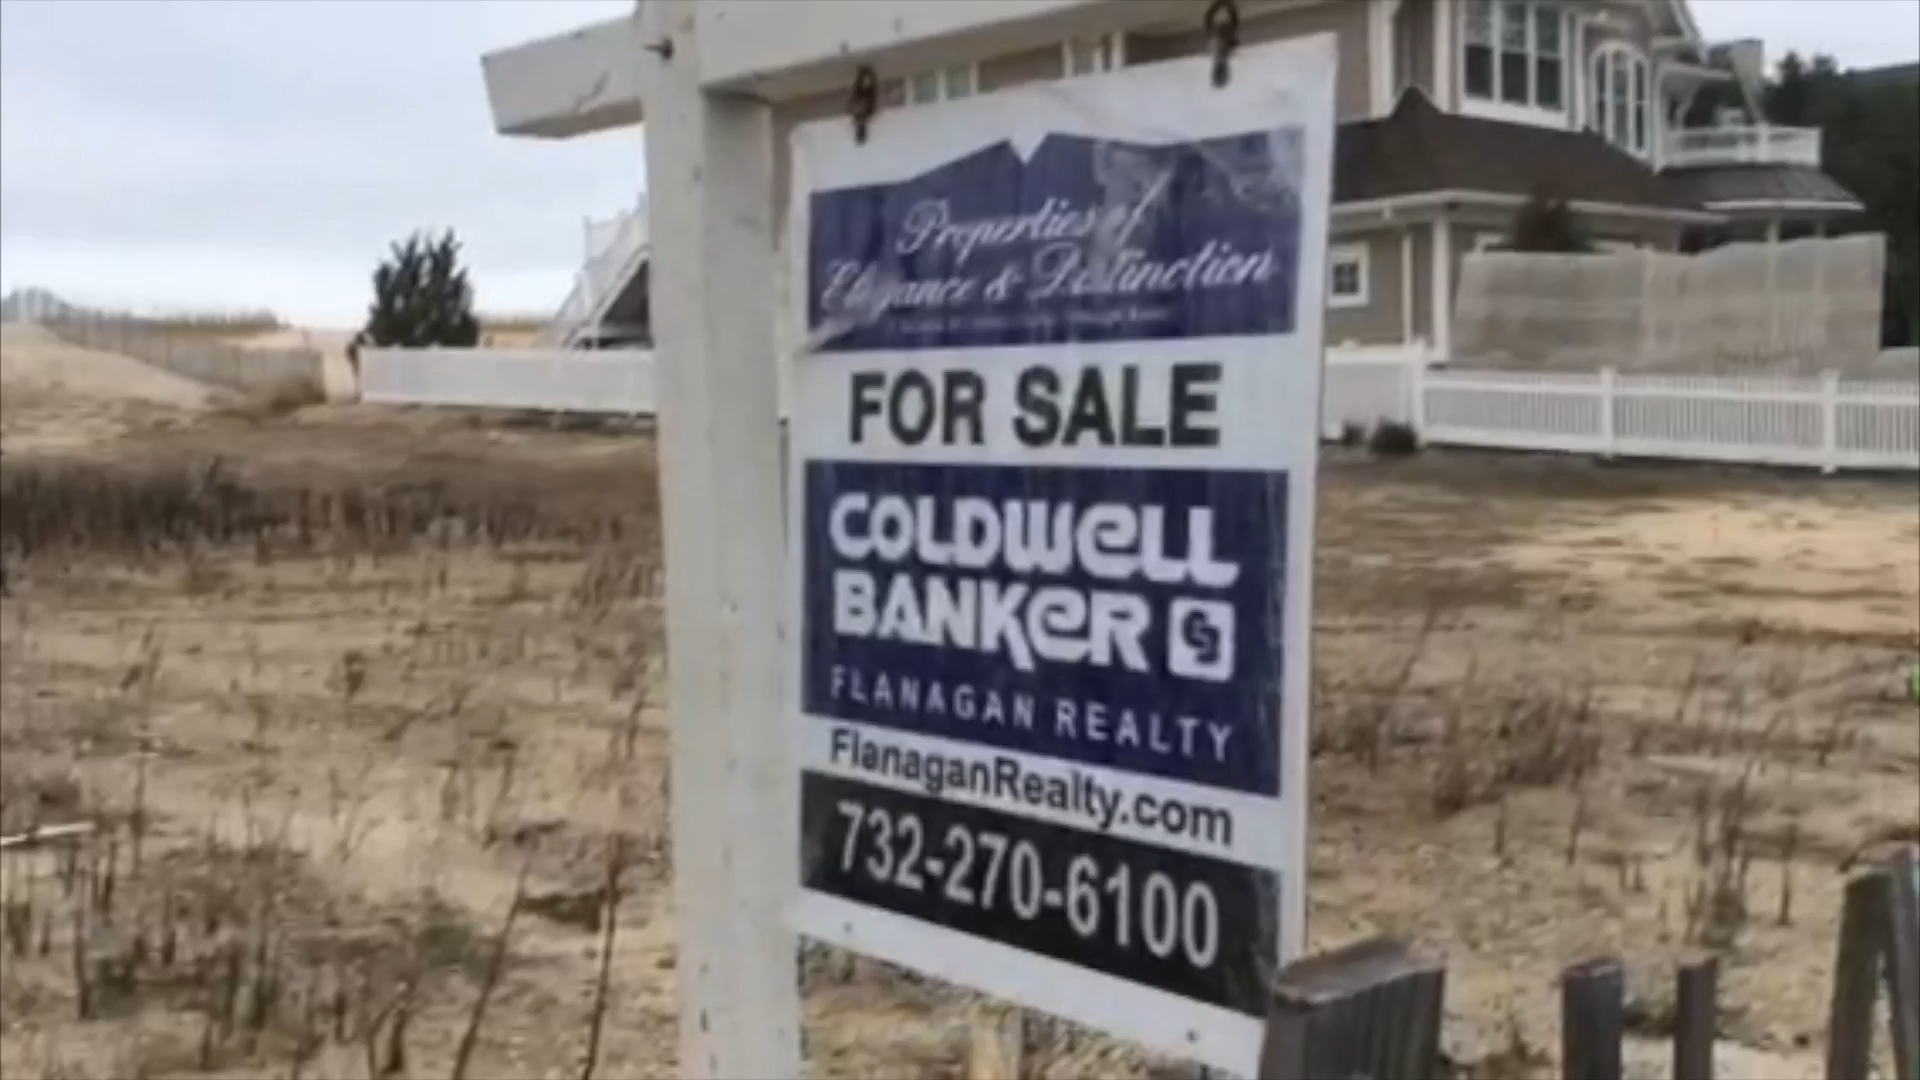 Properties of
Elegance & Distinction
FOR SALE
COLDWELL
BANKER
FLANAGAN REALTY
FlanaganRealty.com
732-270-6100